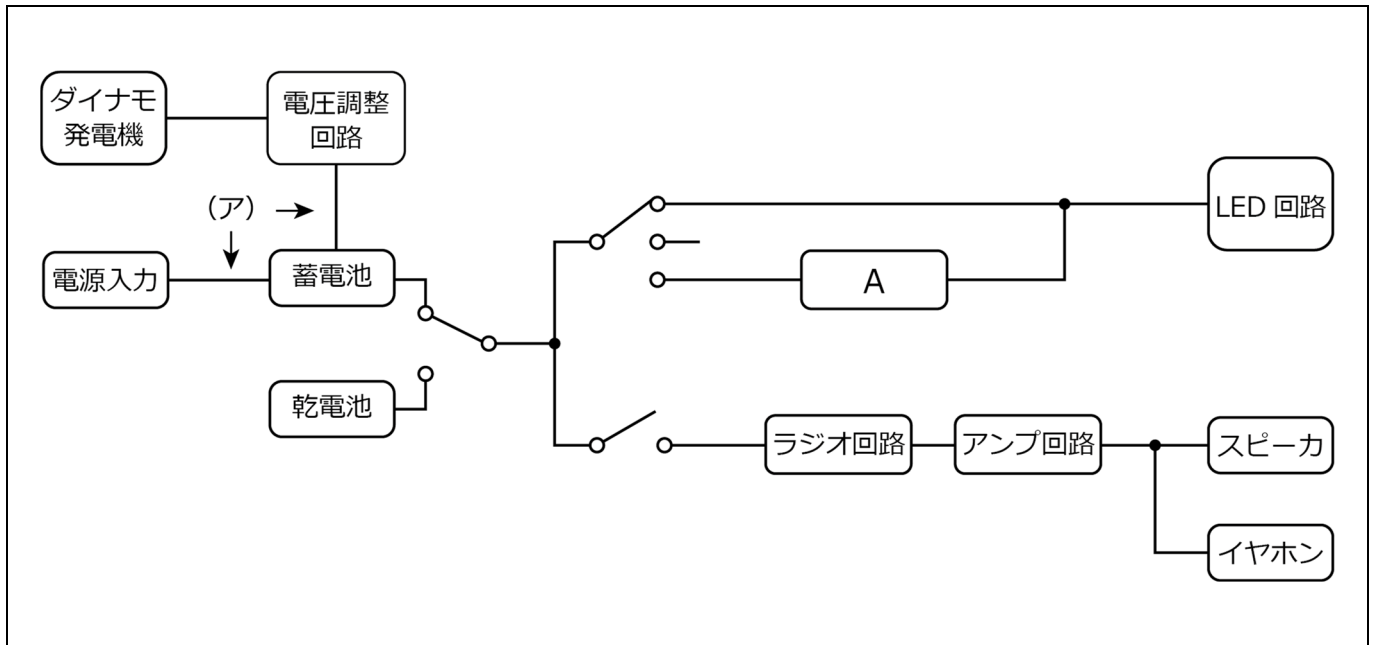 ダイナモ
発電機
電圧調整
回路
(ア)
電源入力
蓄電池
乾電池
A
LED 回路
ラジオ回路
アンプ回路
スピーカ
イヤホン